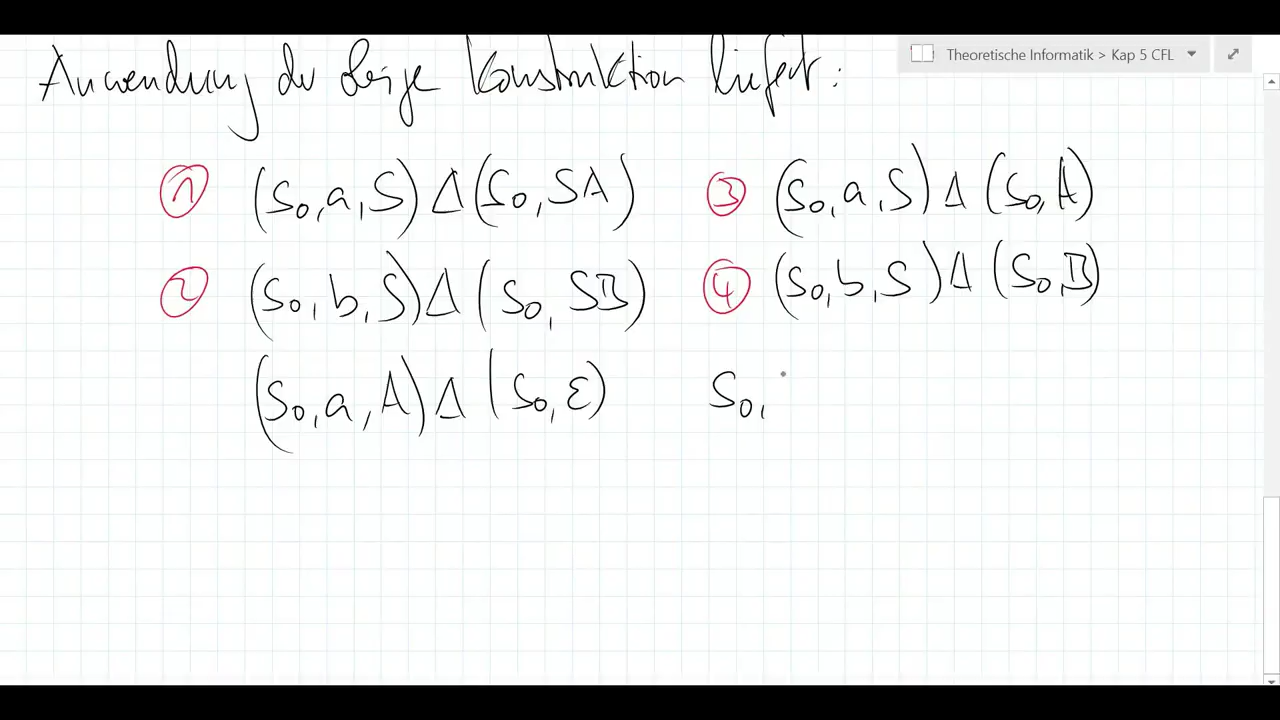 Theoretische Informatik > Kap 5 CFL
Anwendung der obige Konstruktion liefert:
① (s₀, a, S) Δ (s₀, SA) ③ (s₀, a, S) Δ (s₀, A)
② (s₀, b, S) Δ (s₀, SB) ④ (s₀, b, S) Δ (s₀, B)
(s₀, a, A) Δ (s₀, ε) s₀,